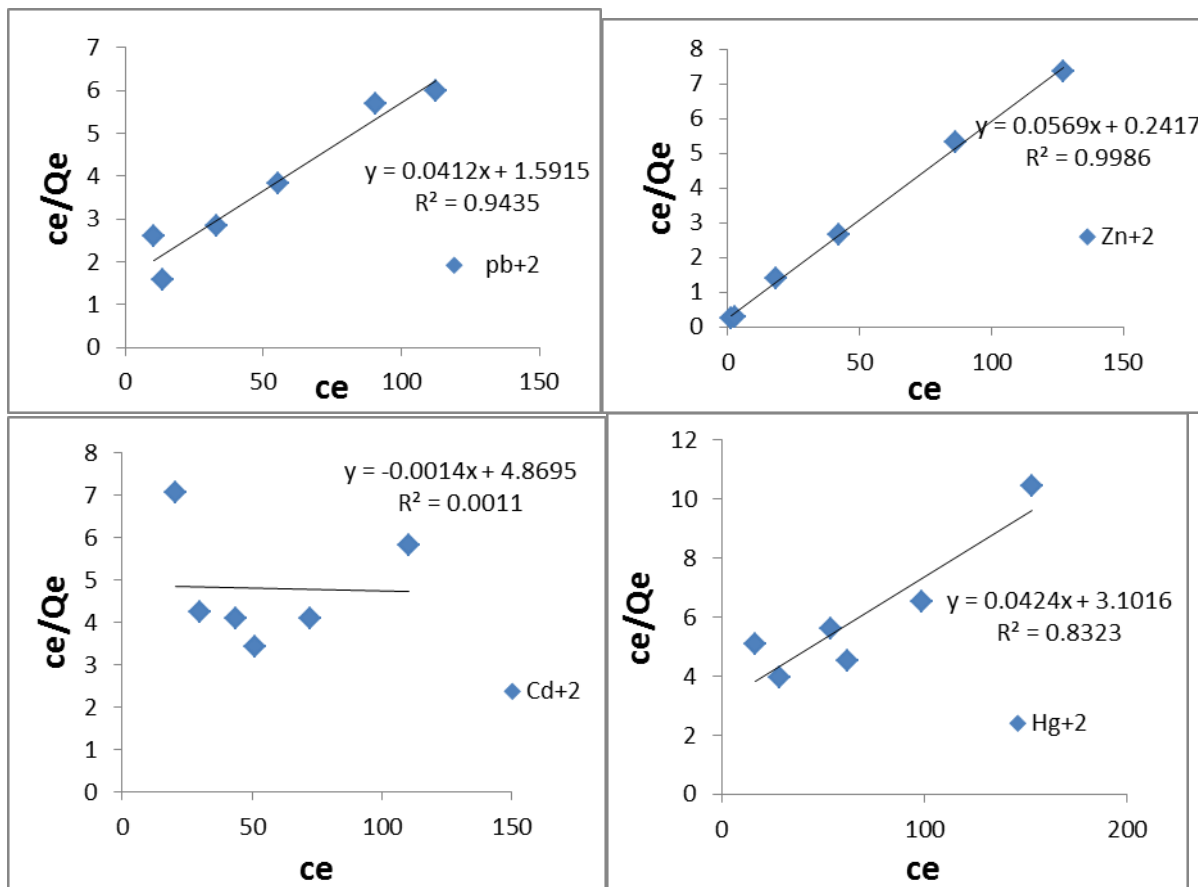 7
6
5
4
3
2
1
0
ce/Qe
y = 0.0412x + 1.5915
R² = 0.9435
pb+2
0 50 100 150
ce
8
7
6
5
4
3
2
1
0
ce/Qe
y = 0.0569x + 0.2417
R² = 0.9986
Zn+2
0 50 100 150
ce
8
7
6
5
4
3
2
1
0
ce/Qe
y = -0.0014x + 4.8695
R² = 0.0011
Cd+2
0 50 100 150
ce
12
10
8
6
4
2
0
ce/Qe
y = 0.0424x + 3.1016
R² = 0.8323
Hg+2
0 100 200
ce